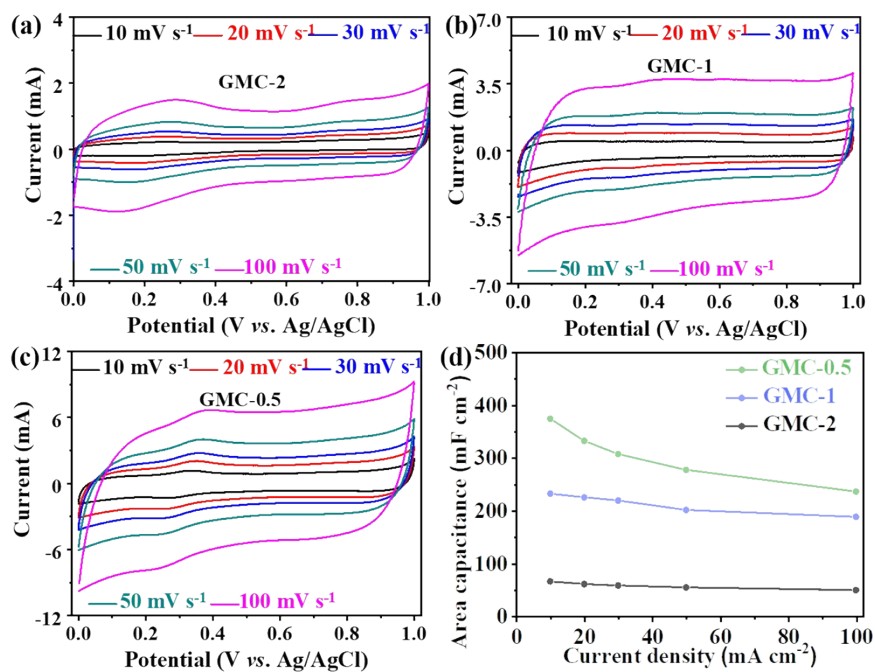 (a)
10 mV s-1 20 mV s-1 30 mV s-1
GMC-2
4
2
0
-2
-4
Current (mA)
50 mV s-1 100 mV s-1
0.0 0.2 0.4 0.6 0.8 1.0
Potential (V vs. Ag/AgCl)
(b)
10 mV s-1 20 mV s-1 30 mV s-1
GMC-1
7.0
3.5
0.0
-3.5
-7.0
Current (mA)
50 mV s-1 100 mV s-1
0.0 0.2 0.4 0.6 0.8 1.0
Potential (V vs. Ag/AgCl)
(c)
10 mV s-1 20 mV s-1 30 mV s-1
GMC-0.5
12
6
0
-6
-12
Current (mA)
50 mV s-1 100 mV s-1
0.0 0.2 0.4 0.6 0.8 1.0
Potential (V vs. Ag/AgCl)
(d)
GMC-0.5
GMC-1
GMC-2
500
400
300
200
100
0
Area capacitance (mF cm-2)
0 20 40 60 80 100
Current density (mA cm-2)